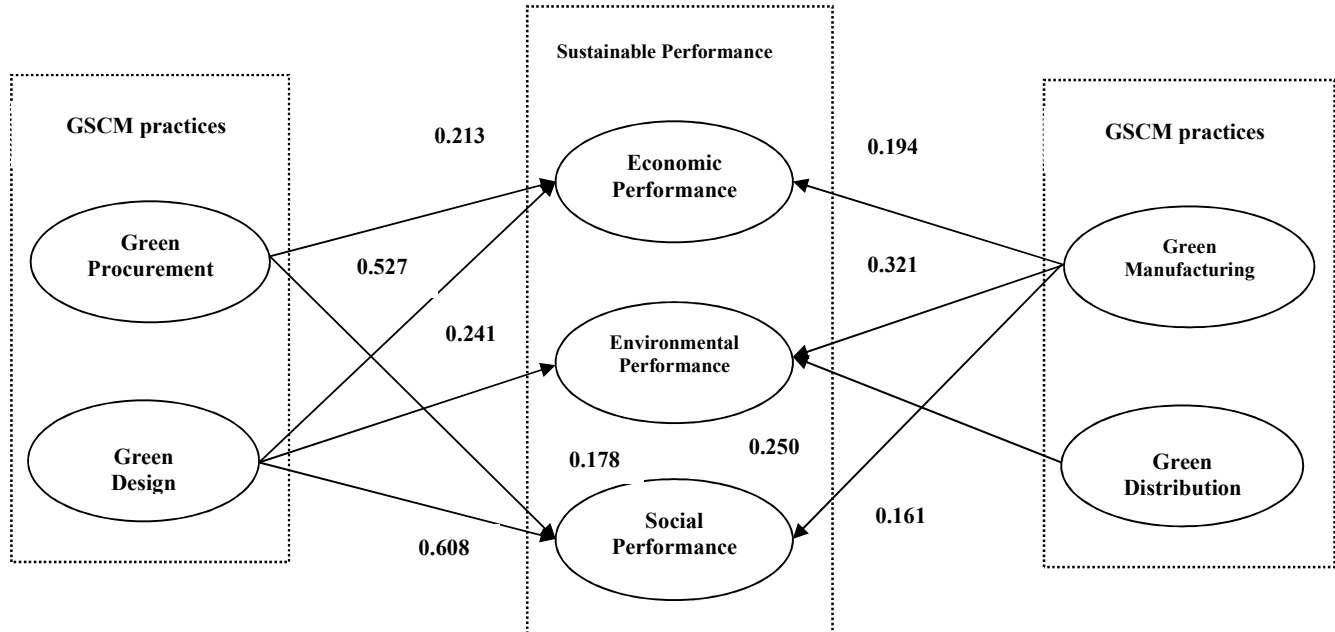 Sustainable Performance
GSCM practices
GSCM practices
0.213
0.194
Economic
Performance
Green
Procurement
Green
Manufacturing
0.527
0.321
0.241
Environmental
Performance
Green
Design
0.178
0.250
Green
Distribution
Social
Performance
0.161
0.608